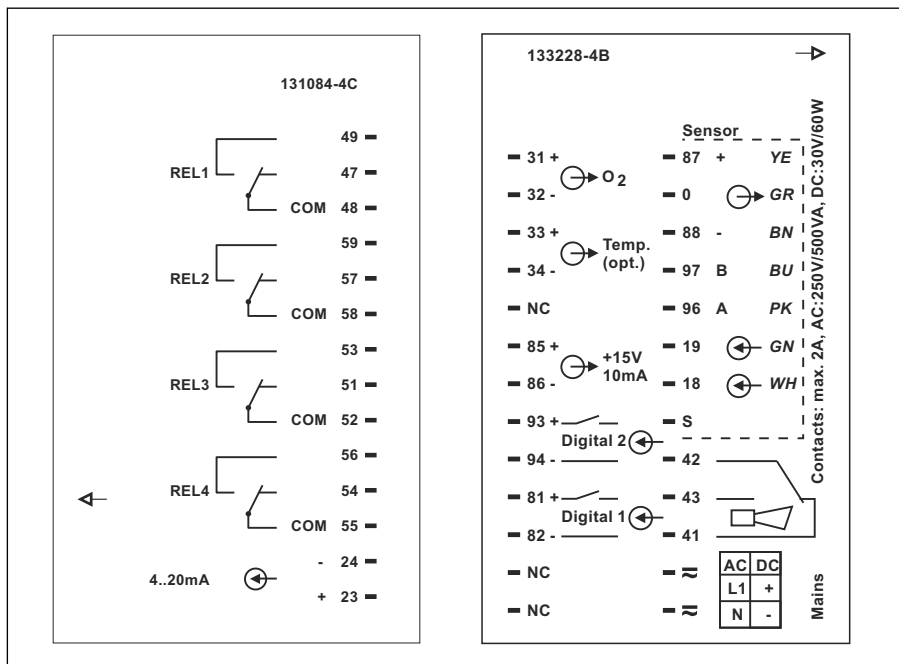 131084-4C
49
REL1 47
COM 48
59
REL2 57
COM 58
53
REL3 51
COM 52
56
REL4 54
COM 55
- 24
4..20mA
+ 23
133228-4B
Sensor
31 + 87 + YE
O2
32 - 0 GR
33 + 88 - BN
Temp.
(opt.)
34 - 97 B BU
NC 96 A PK
85 + 19 GN
+15V
10mA
86 - 18 WH
93 + S
Digital 2
94 - 42
81 + 43
Digital 1
82 - 41
NC ≂
AC DC
L1 +
NC ≂
N -
Contacts: max. 2A, AC:250V/500VA, DC:30V/60W
Mains